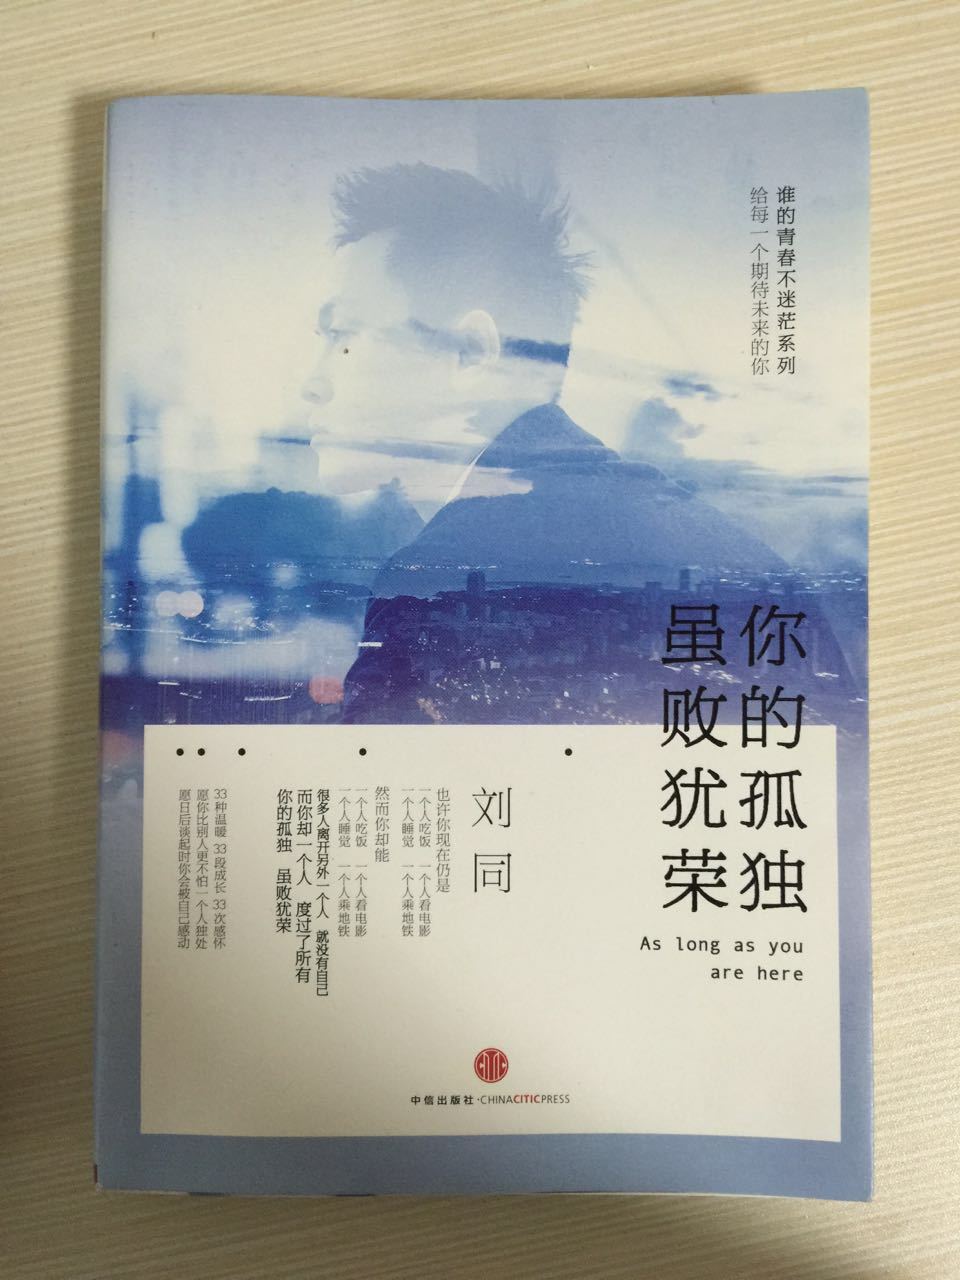 谁的青春不迷茫系列
给每一个期待未来的你
你的孤独
虽败犹荣
As long as you
are here
刘同
也许你现在仍是
一个人吃饭 一个人看电影
一个人睡觉 一个人乘地铁
然而你却能
一个人吃饭 一个人看电影
一个人睡觉 一个人乘地铁
很多人离开另外一个人 就没有自己
而你却一个人 度过了所有
你的孤独 虽败犹荣
33种温暖 33段成长 33次感怀
愿你比别人更不怕一个人独处
愿日后谈起时你会被自己感动
中信出版社·CHINACITICPRESS